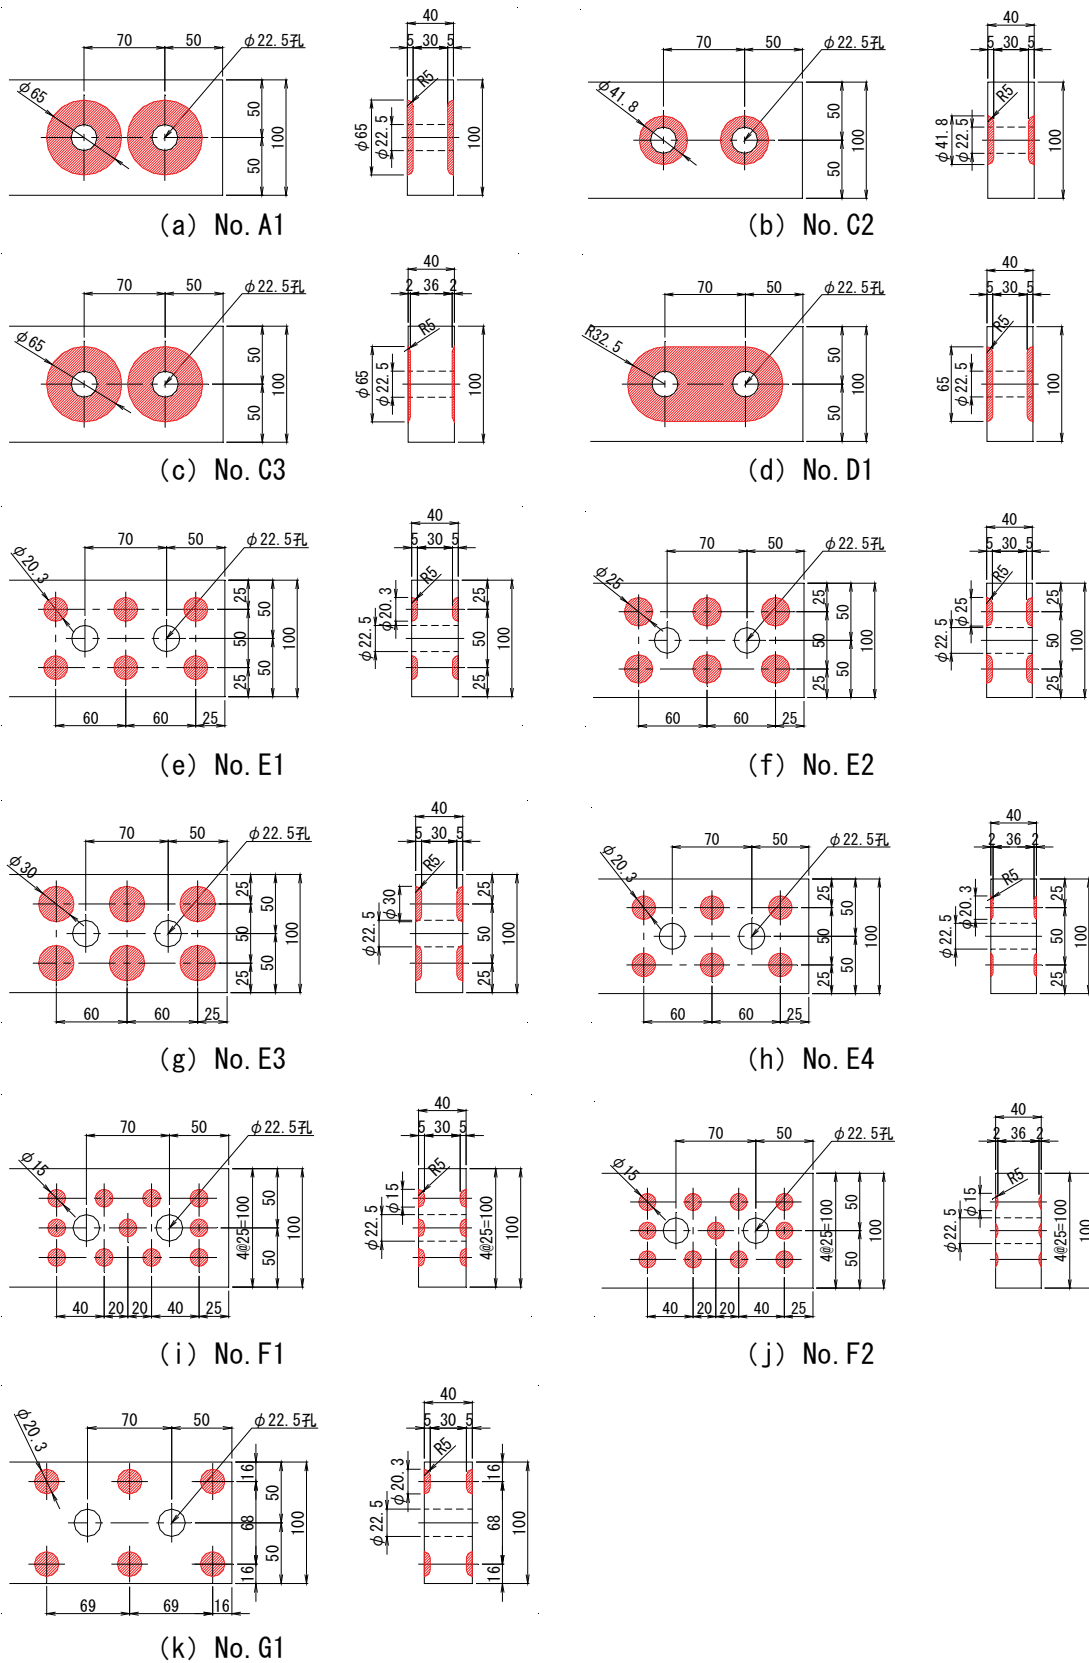 40
70 50 φ22.5孔 5 30 5
φ65 R5 50 100 50 φ65 φ22.5 100
(a) No.A1
40
70 50 φ22.5孔 5 30 5
φ41.8 R5 50 100 50 φ41.8 φ22.5 100
(b) No.C2
40
70 50 φ22.5孔 2 36 2
φ65 R5 50 100 50 φ65 φ22.5 100
(c) No.C3
40
70 50 φ22.5孔 5 30 5
R32.5 R5 50 100 50 65 φ22.5 100
(d) No.D1
40
70 50 φ22.5孔 5 30 5
φ20.3 R5 25 50 25 50 50 100 φ22.5 φ20.3 25 50 25 100
60 60 25
(e) No.E1
40
70 50 φ22.5孔 5 30 5
φ25 R5 25 50 25 50 50 100 φ22.5 φ25 25 50 25 100
60 60 25
(f) No.E2
40
70 50 φ22.5孔 5 30 5
φ30 R5 25 50 25 50 100 φ22.5 φ30 25 50 25 100
60 60 25
(g) No.E3
40
70 50 φ22.5孔 2 36 2
φ20.3 R5 25 50 25 50 50 100 φ22.5 φ20.3 25 50 25 100
60 60 25
(h) No.E4
40
70 50 φ22.5孔 5 30 5
φ15 R5 4@25=100 50 50 100 φ22.5 φ15 4@25=100 100
40 20 20 40 25
(i) No.F1
40
70 50 φ22.5孔 2 36 2
φ15 R5 4@25=100 50 50 100 φ22.5 φ15 4@25=100 100
40 20 20 40 25
(j) No.F2
40
70 50 φ22.5孔 5 30 5
φ20.3 R5 16 68 16 50 50 100 φ22.5 φ20.3 16 68 16 100
69 69 16
(k) No.G1